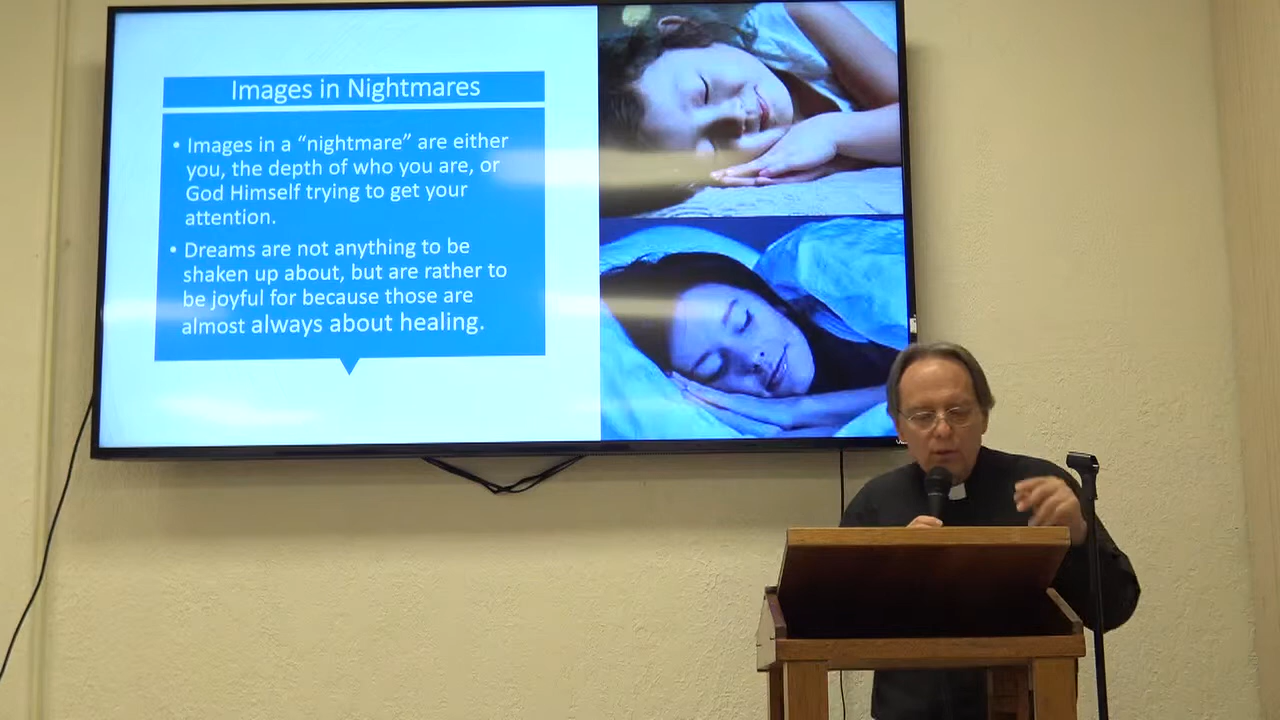 Images in Nightmares
• Images in a “nightmare” are either
you, the depth of who you are, or
God Himself trying to get your
attention.
• Dreams are not anything to be
shaken up about, but are rather to
be joyful for because those are
almost always about healing.